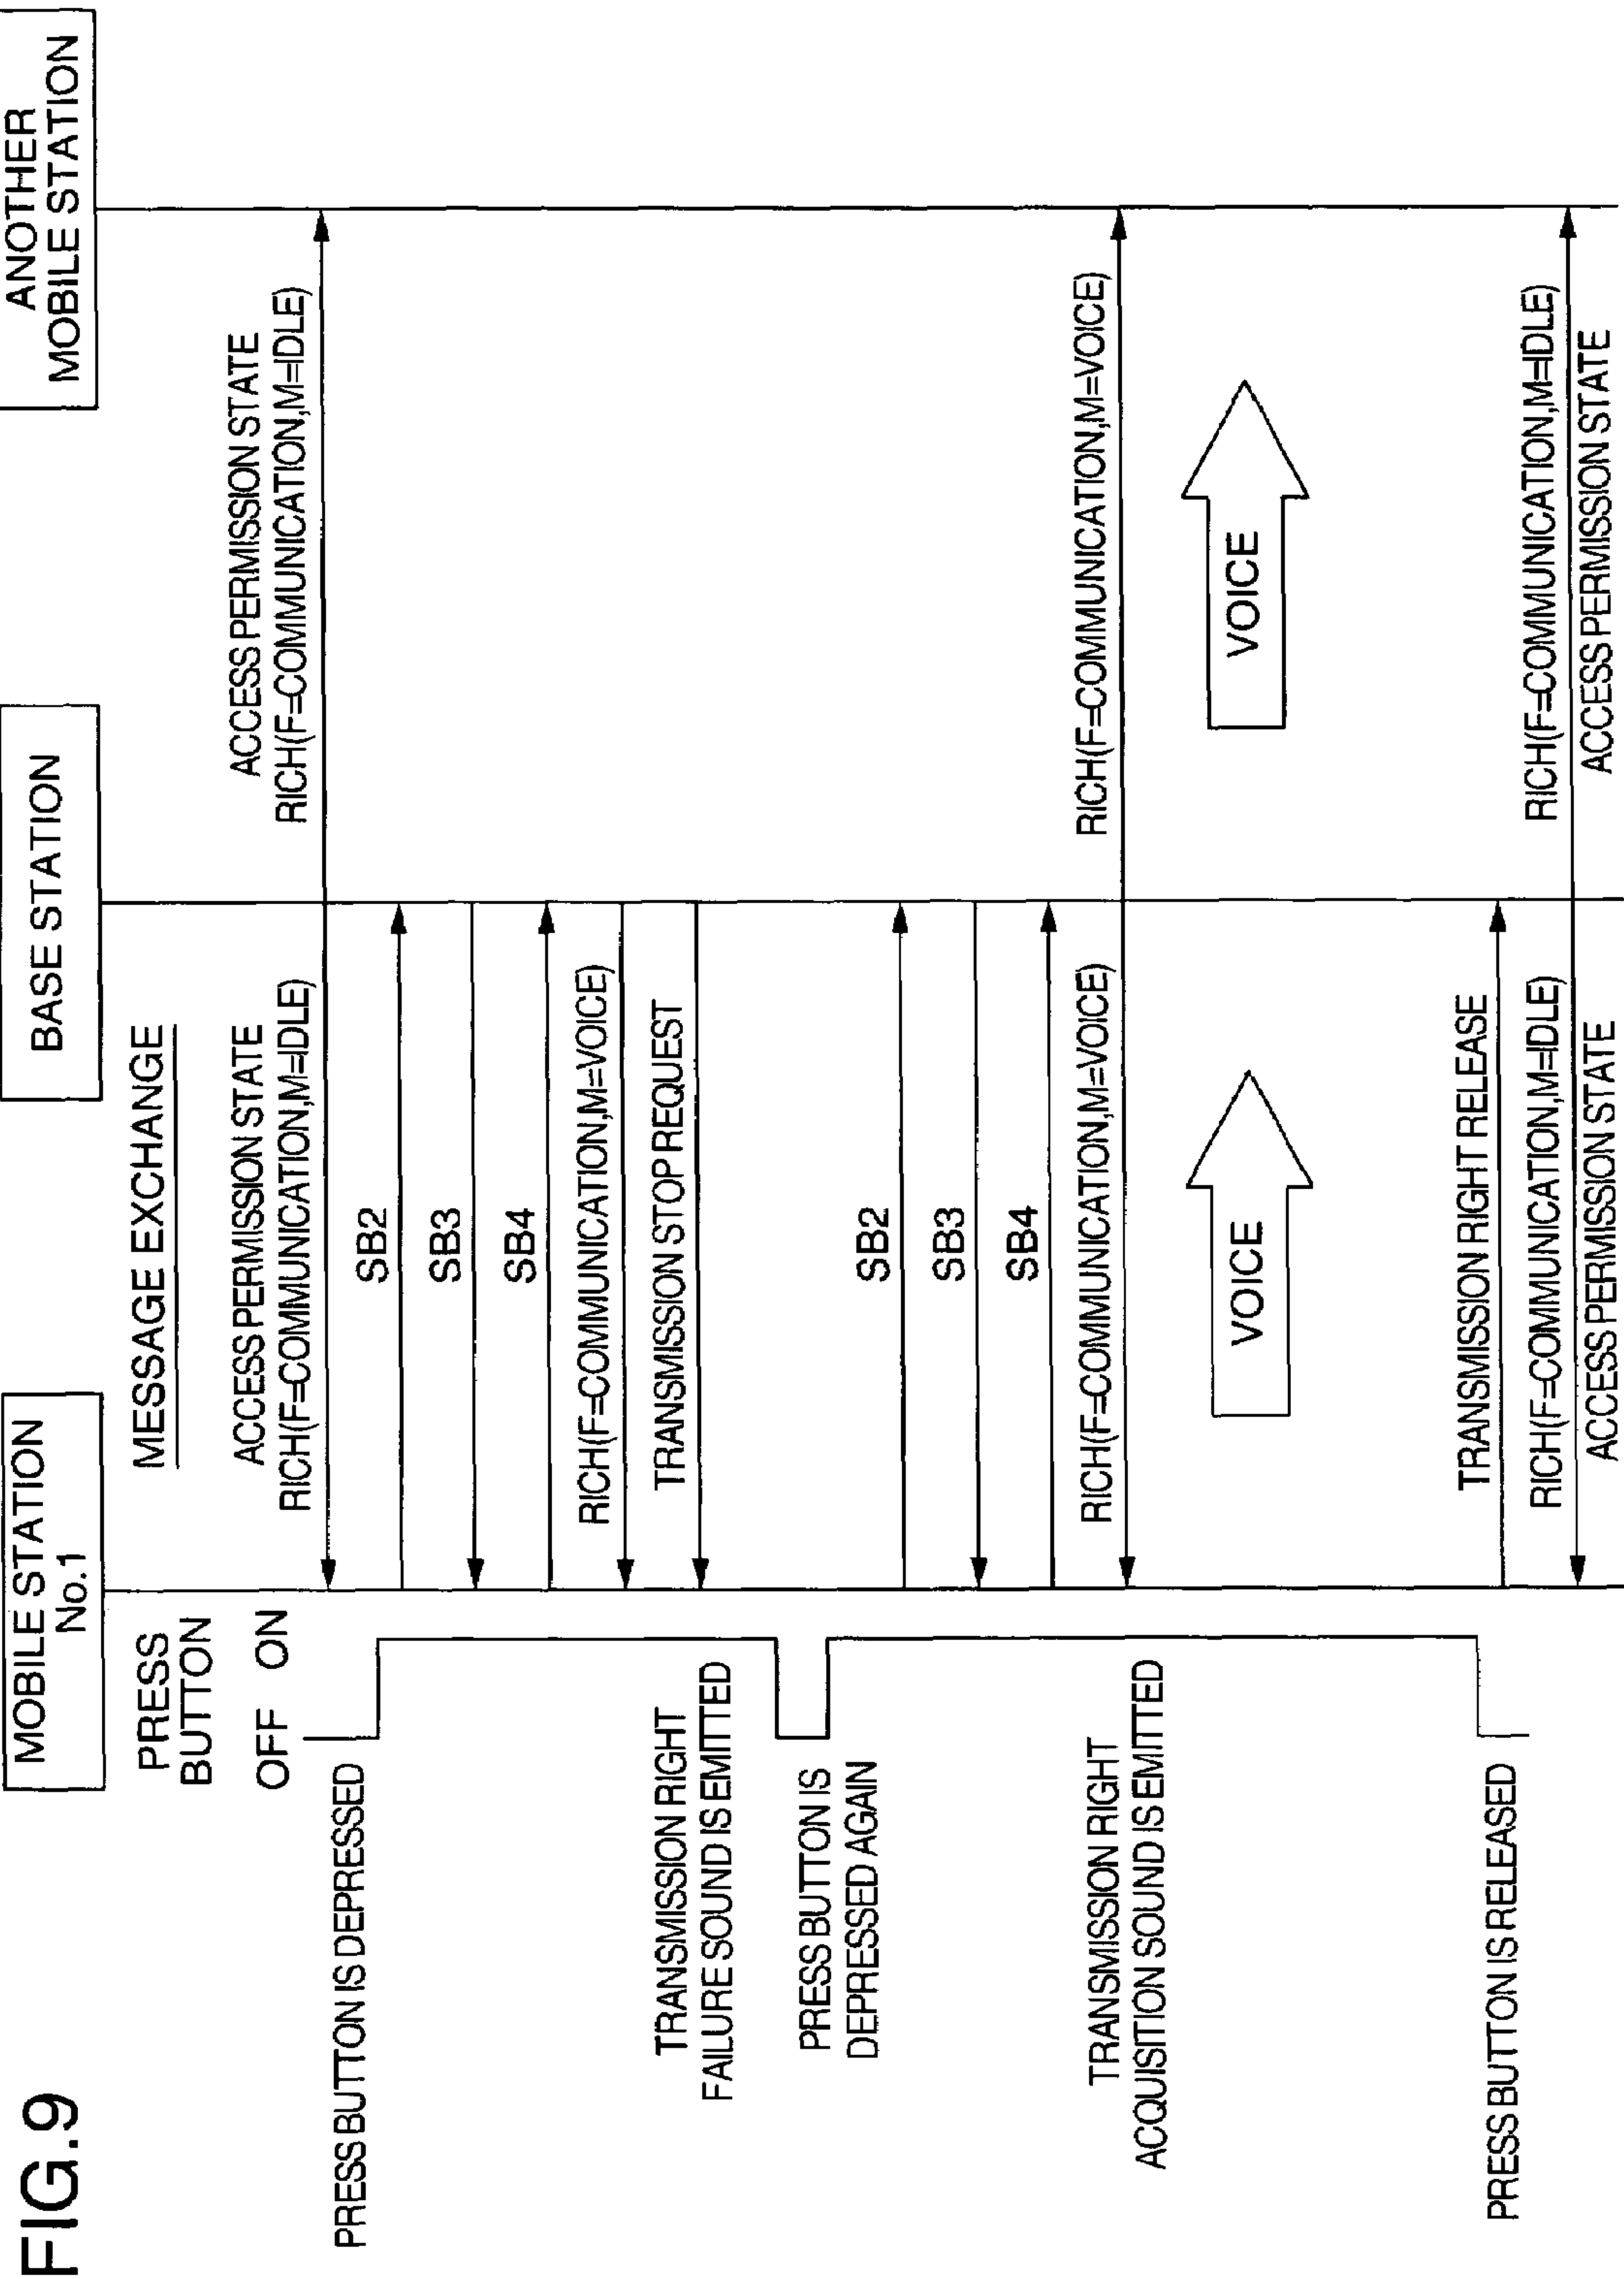 FIG.9
MOBILE STATION
No.1
BASE STATION
ANOTHER
MOBILE STATION
PRESS
BUTTON
MESSAGE EXCHANGE
OFF ON
ACCESS PERMISSION STATE
RICH(F=COMMUNICATION,M=IDLE)
ACCESS PERMISSION STATE
RICH(F=COMMUNICATION,M=IDLE)
PRESS BUTTON IS DEPRESSED
SB2
SB3
SB4
RICH(F=COMMUNICATION,M=VOICE)
TRANSMISSION STOP REQUEST
TRANSMISSION RIGHT
FAILURE SOUND IS EMITTED
PRESS BUTTON IS
DEPRESSED AGAIN
SB2
SB3
SB4
RICH(F=COMMUNICATION,M=VOICE)
RICH(F=COMMUNICATION,M=VOICE)
TRANSMISSION RIGHT
ACQUISITION SOUND IS EMITTED
VOICE
VOICE
PRESS BUTTON IS RELEASED
TRANSMISSION RIGHT RELEASE
RICH(F=COMMUNICATION,M=IDLE)
ACCESS PERMISSION STATE
RICH(F=COMMUNICATION,M=IDLE)
ACCESS PERMISSION STATE